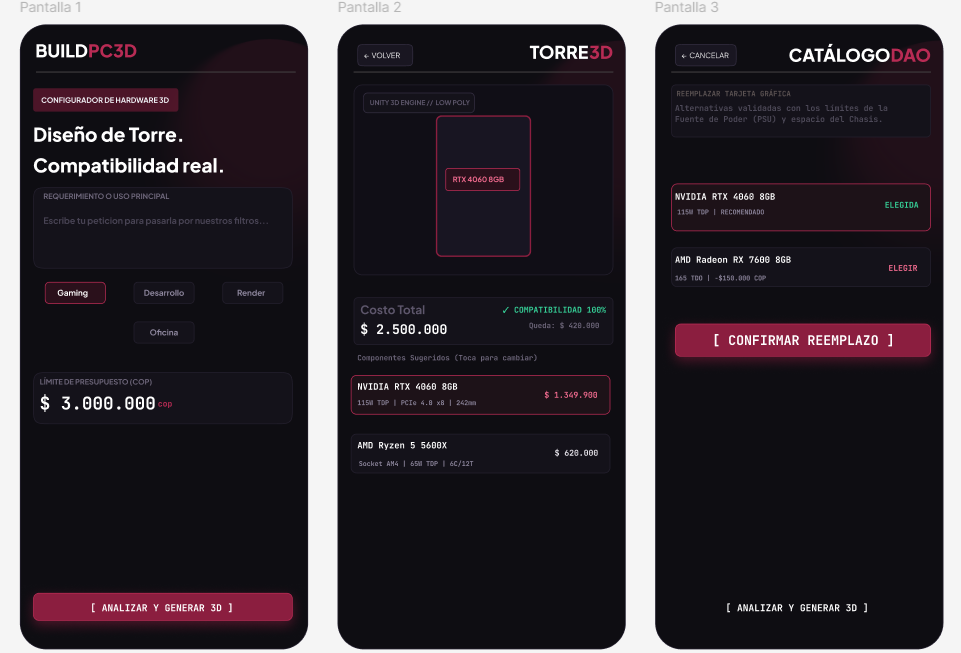 Pantalla 1
BUILDPC3D
CONFIGURADOR DE HARDWARE 3D
Diseño de Torre.
Compatibilidad real.
REQUERIMIENTO O USO PRINCIPAL
Escribe tu peticion para pasarla por nuestros filtros...
Gaming
Desarrollo
Render
Oficina
LÍMITE DE PRESUPUESTO (COP)
$ 3.000.000 cop
[ ANALIZAR Y GENERAR 3D ]
Pantalla 2
← VOLVER
TORRE3D
UNITY 3D ENGINE // LOW POLY
RTX 4060 8GB
Costo Total
✓ COMPATIBILIDAD 100%
$ 2.500.000
Queda: $ 420.000
Componentes Sugeridos (Toca para cambiar)
NVIDIA RTX 4060 8GB
$ 1.349.900
115W TDP | PCIe 4.0 x8 | 242mm
AMD Ryzen 5 5600X
$ 620.000
Socket AM4 | 65W TDP | 6C/12T
Pantalla 3
← CANCELAR
CATÁLOGODAO
REEMPLAZAR TARJETA GRÁFICA
Alternativas validadas con los límites de la
Fuente de Poder (PSU) y espacio del Chasis.
NVIDIA RTX 4060 8GB
ELEGIDA
115W TDP | RECOMENDADO
AMD Radeon RX 7600 8GB
ELEGIR
165 TDO | -$150.000 COP
[ CONFIRMAR REEMPLAZO ]
[ ANALIZAR Y GENERAR 3D ]